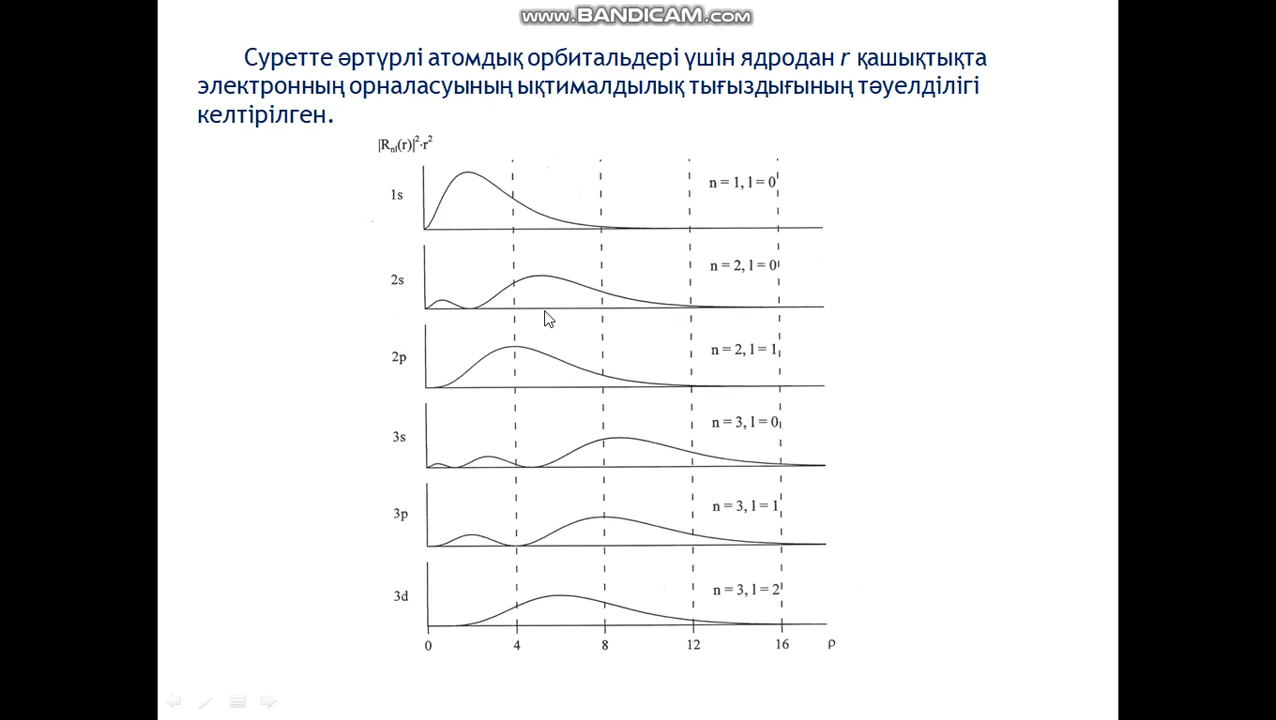 www.BANDICAM.com
Суретте әртүрлі атомдық орбитальдері үшін ядродан r қашықтықта
электронның орналасуының ықтималдылық тығыздығының тәуелділігі
келтірілген.
|Rnl(r)|²·r²
1s n = 1, l = 0
2s n = 2, l = 0
2p n = 2, l = 1
3s n = 3, l = 0
3p n = 3, l = 1
3d n = 3, l = 2
0 4 8 12 16 ρ